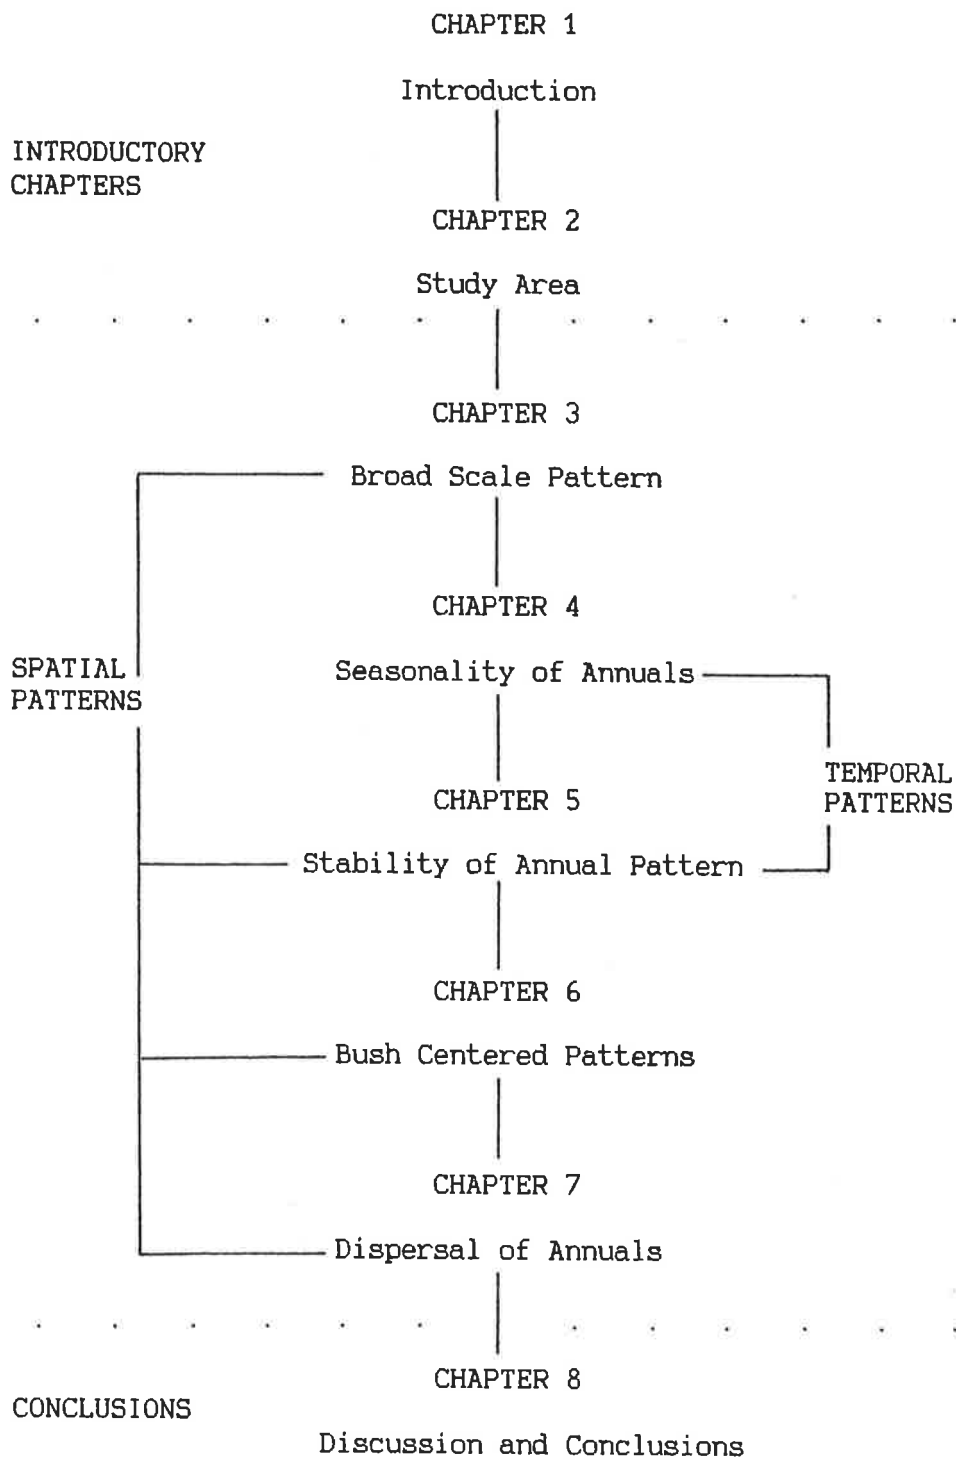 CHAPTER 1
Introduction
INTRODUCTORY
CHAPTERS
CHAPTER 2
Study Area
CHAPTER 3
Broad Scale Pattern
CHAPTER 4
SPATIAL
PATTERNS
Seasonality of Annuals
TEMPORAL
PATTERNS
CHAPTER 5
Stability of Annual Pattern
CHAPTER 6
Bush Centered Patterns
CHAPTER 7
Dispersal of Annuals
CHAPTER 8
CONCLUSIONS
Discussion and Conclusions